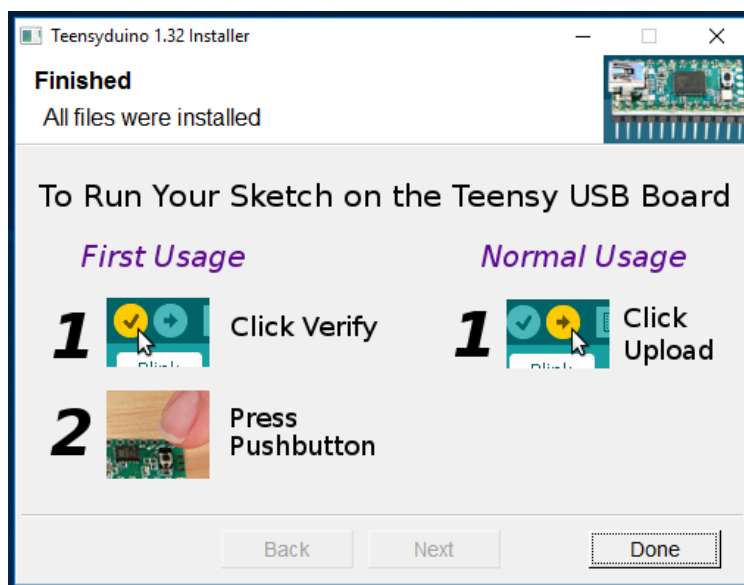 Teensyduino 1.32 Installer
Finished
All files were installed
To Run Your Sketch on the Teensy USB Board
First Usage
Normal Usage
1
Click Verify
1
Click
Upload
2
Press
Pushbutton
Back
Next
Done